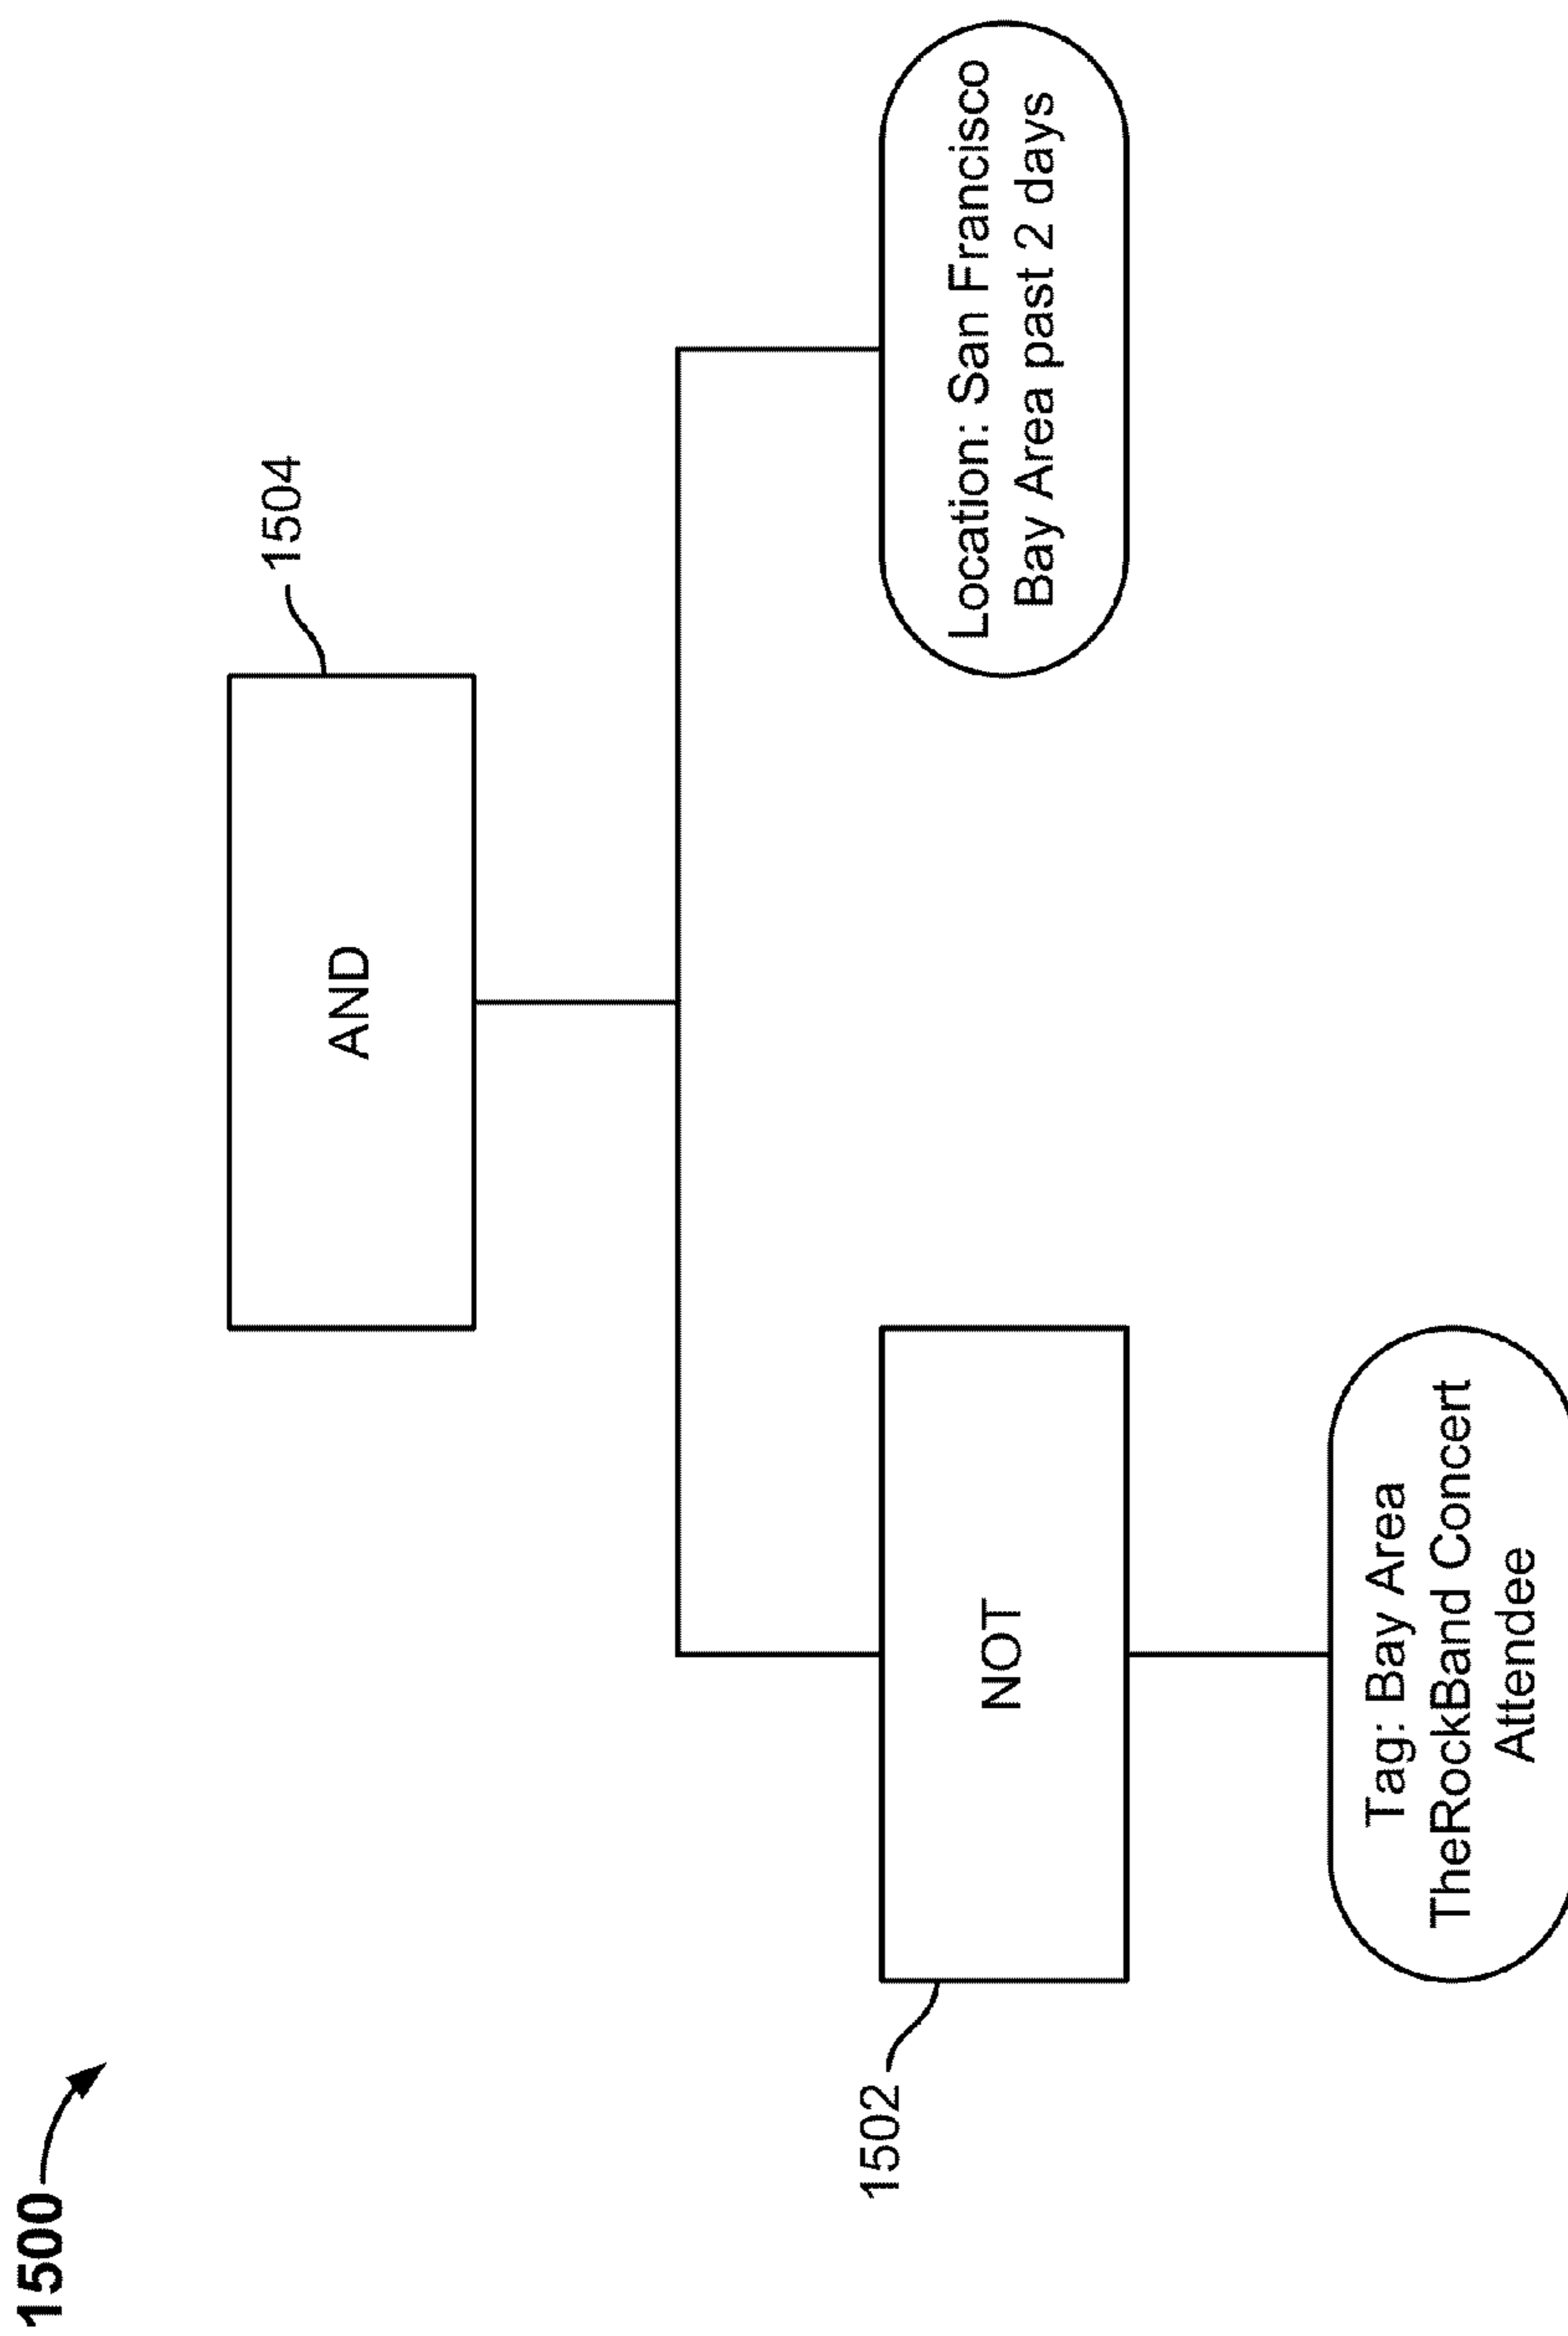 1500
1504
AND
1502
NOT
Location: San Francisco
Bay Area past 2 days
Tag: Bay Area
TheRockBand Concert
Attendee